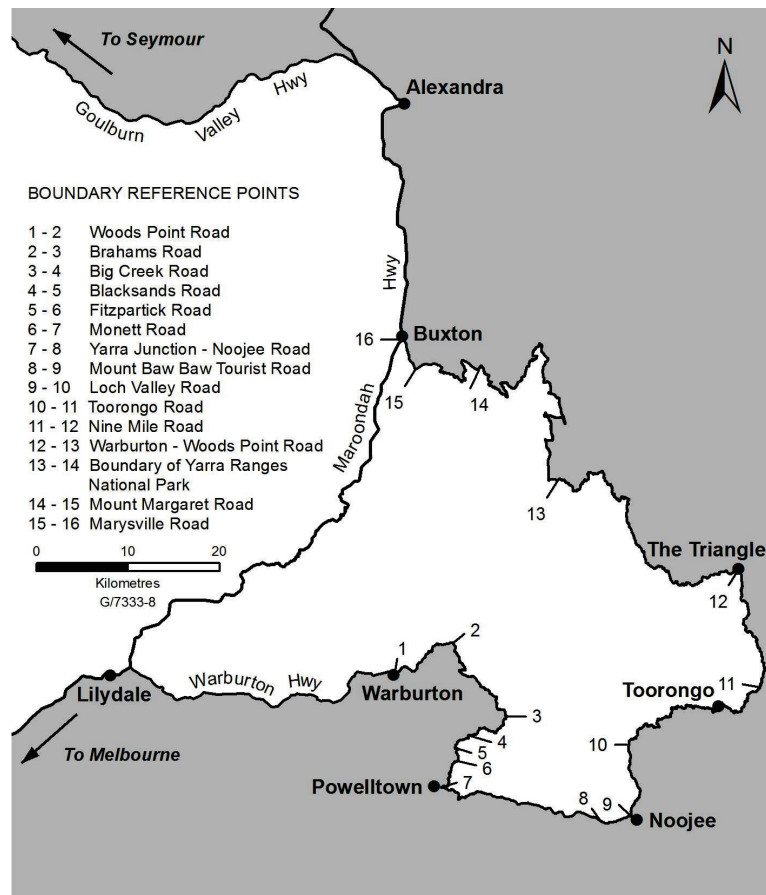 To Seymour
N
Goulburn Valley Hwy
Alexandra
BOUNDARY REFERENCE POINTS
1 - 2 Woods Point Road
2 - 3 Brahams Road
3 - 4 Big Creek Road
4 - 5 Blacksands Road
5 - 6 Fitzpartick Road
6 - 7 Monett Road
7 - 8 Yarra Junction - Noojee Road
8 - 9 Mount Baw Baw Tourist Road
9 - 10 Loch Valley Road
10 - 11 Toorongo Road
11 - 12 Nine Mile Road
12 - 13 Warburton - Woods Point Road
13 - 14 Boundary of Yarra Ranges
National Park
14 - 15 Mount Margaret Road
15 - 16 Marysville Road
0 10 20
Kilometres
G/7333-8
Maroondah Hwy
16
Buxton
15
14
13
The Triangle
12
1
2
Warburton Hwy
Lilydale
Warburton
Toorongo
11
3
To Melbourne
4
5
6
10
Powelltown
7
8
9
Noojee